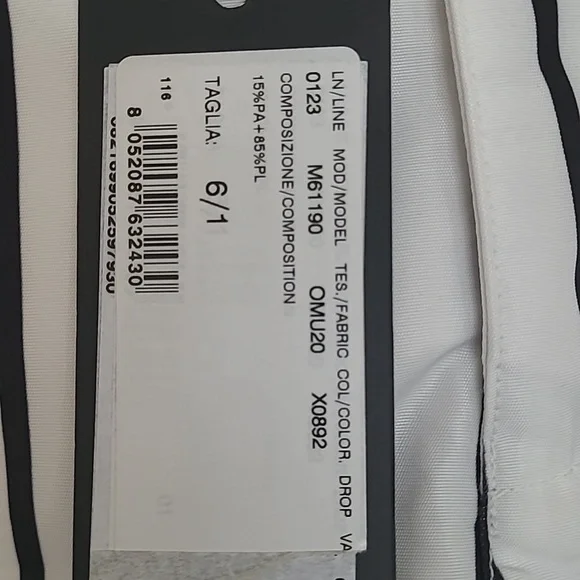 LN/LINE MOD/MODEL TES./FABRIC COL/COLOR. DROP VA
0123 M61190 OMU20 X0892
COMPOSIZIONE/COMPOSITION
15%PA+85%PL
TAGLIA: 6/1
116
8 052087 632430